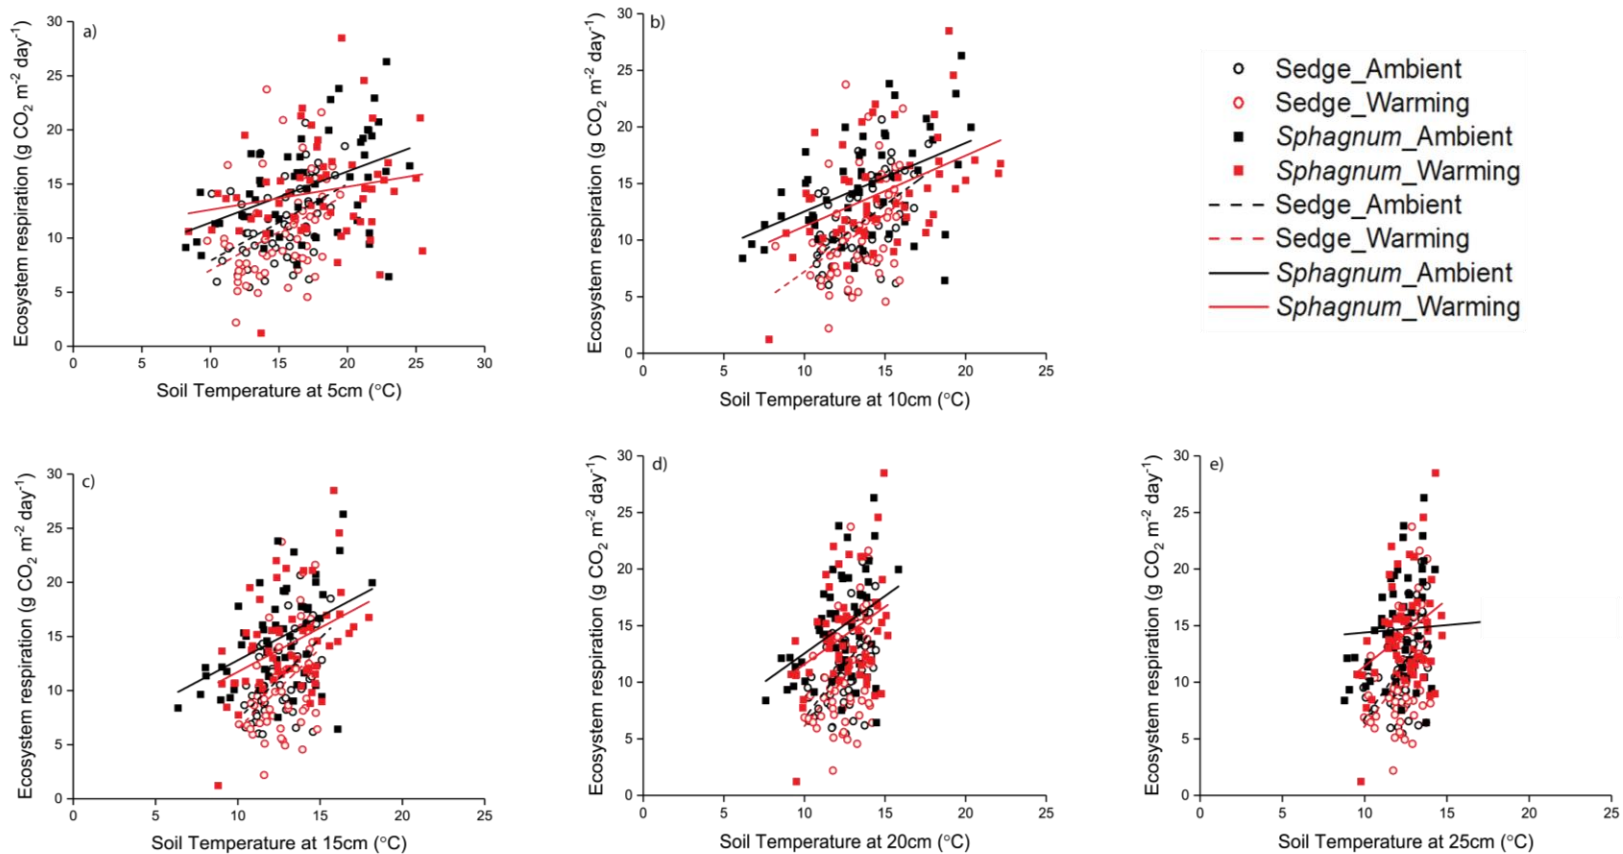 a)
30
25
20
15
10
5
0
Ecosystem respiration (g CO₂ m⁻² day⁻¹)
0 5 10 15 20 25 30
Soil Temperature at 5cm (°C)
b)
30
25
20
15
10
5
0
Ecosystem respiration (g CO₂ m⁻² day⁻¹)
0 5 10 15 20 25
Soil Temperature at 10cm (°C)
Sedge_Ambient
Sedge_Warming
Sphagnum_Ambient
Sphagnum_Warming
Sedge_Ambient
Sedge_Warming
Sphagnum_Ambient
Sphagnum_Warming
c)
30
25
20
15
10
5
0
Ecosystem respiration (g CO₂ m⁻² day⁻¹)
0 5 10 15 20 25
Soil Temperature at 15cm (°C)
d)
30
25
20
15
10
5
0
Ecosystem respiration (g CO₂ m⁻² day⁻¹)
0 5 10 15 20 25
Soil Temperature at 20cm (°C)
e)
30
25
20
15
10
5
0
Ecosystem respiration (g CO₂ m⁻² day⁻¹)
0 5 10 15 20 25
Soil Temperature at 25cm (°C)